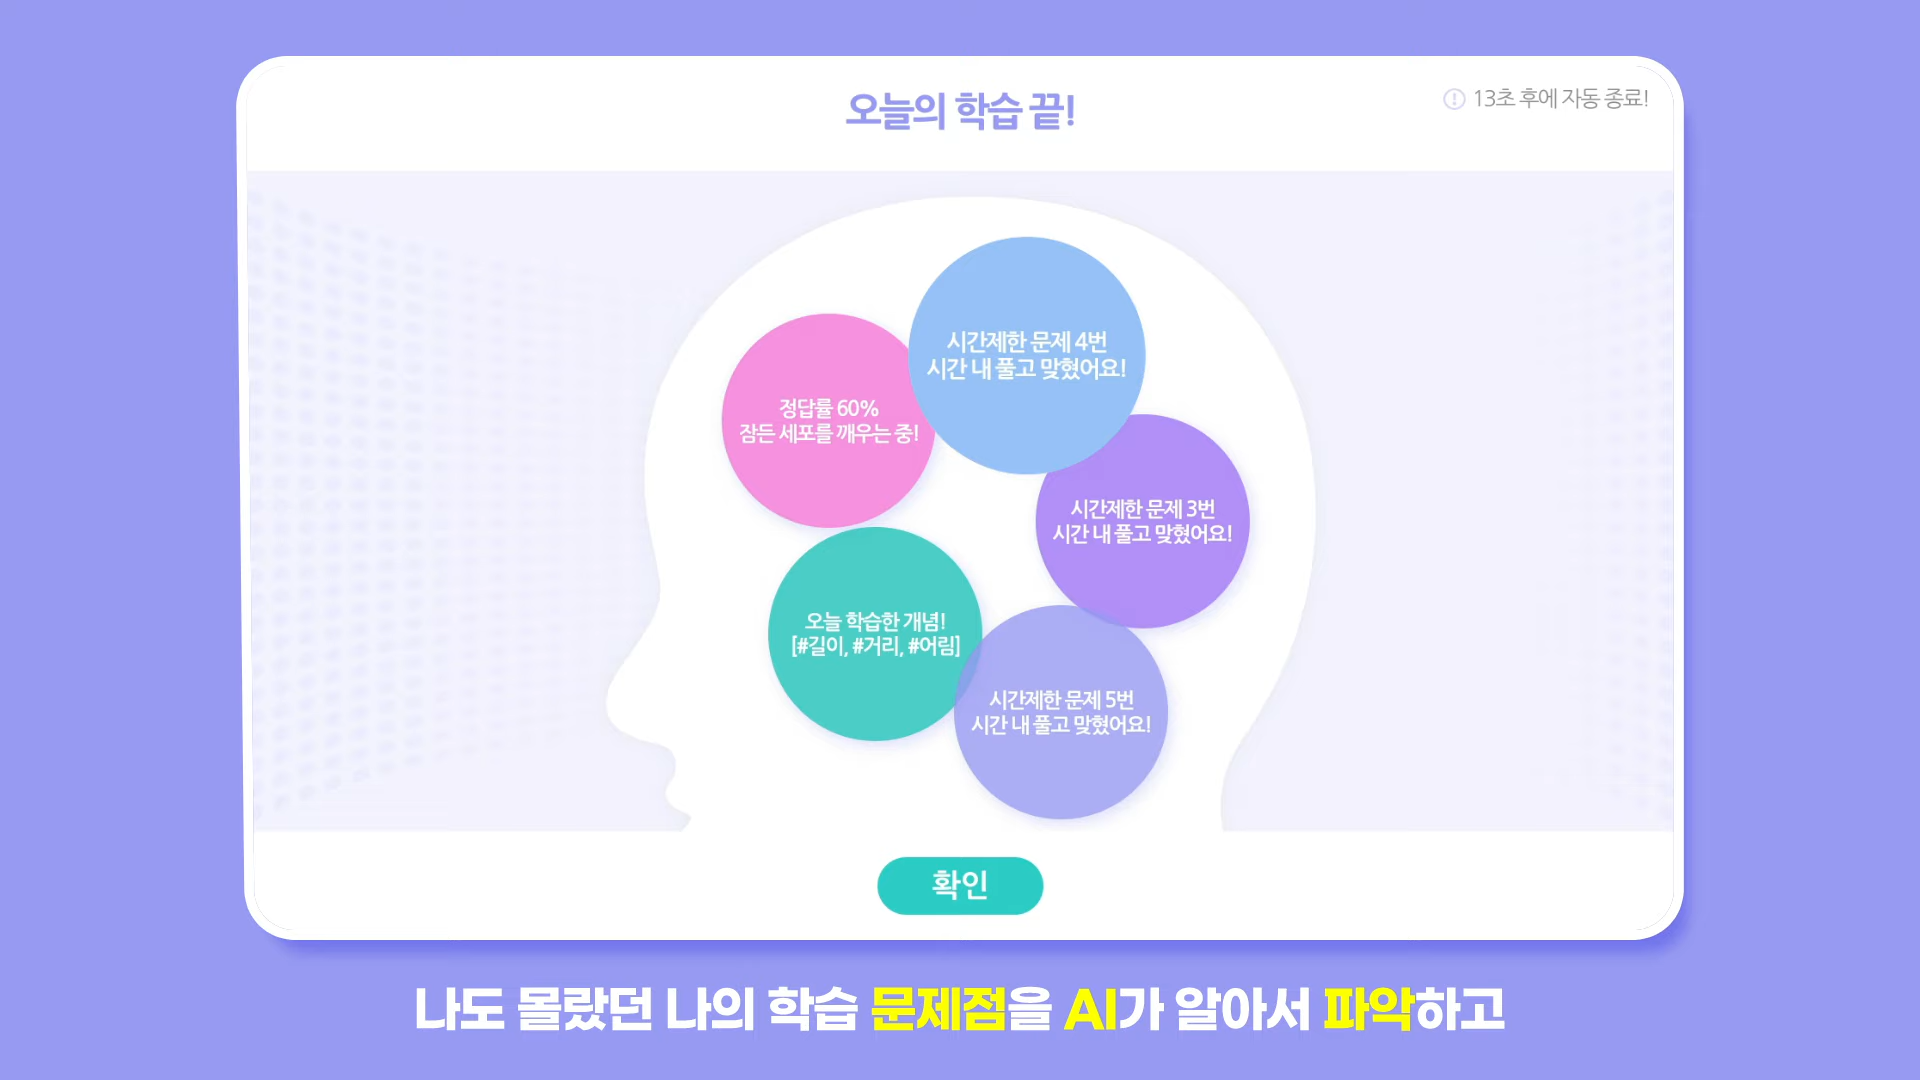 오늘의 학습 끝!
13초 후에 자동 종료!
시간제한 문제 4번
시간 내 풀고 맞혔어요!
정답률 60%
잠든 세포를 깨우는 중!
시간제한 문제 3번
시간 내 풀고 맞혔어요!
오늘 학습한 개념!
[#길이, #거리, #어림]
시간제한 문제 5번
시간 내 풀고 맞혔어요!
확인
나도 몰랐던 나의 학습 문제점을 AI가 알아서 파악하고